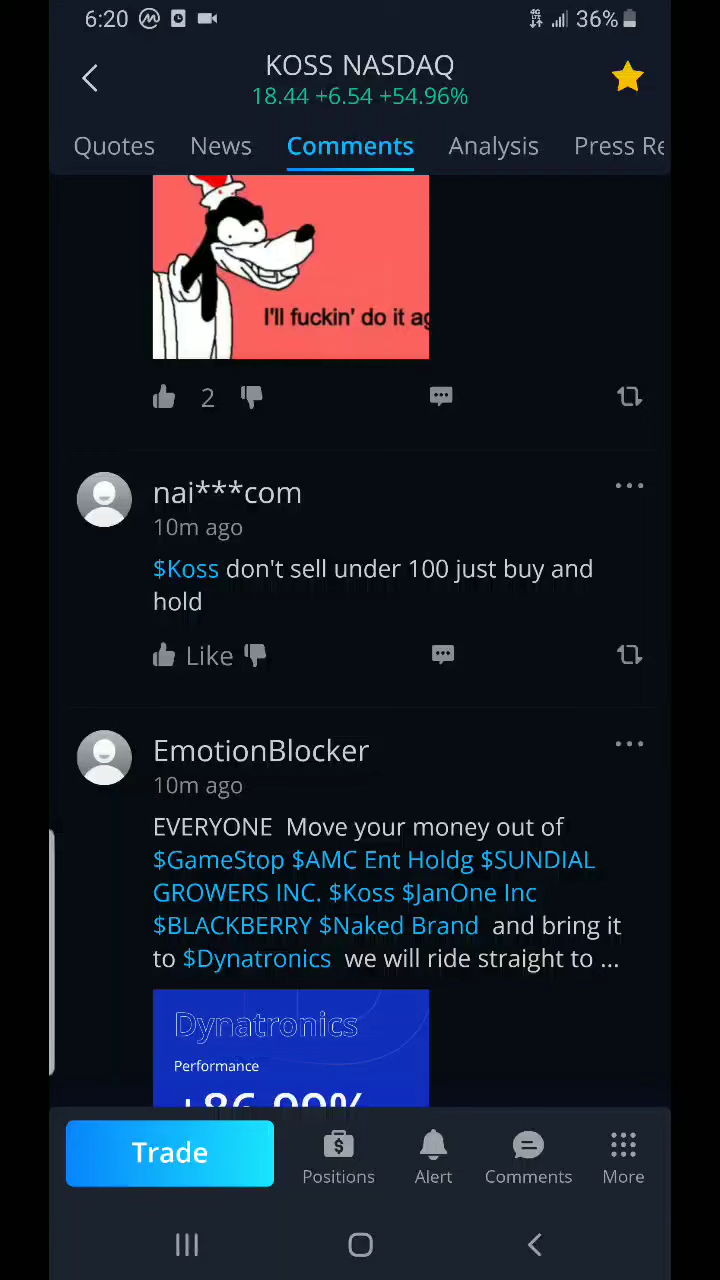 6:20
36%
KOSS NASDAQ
18.44 +6.54 +54.96%
Quotes News Comments Analysis Press Re
I'll fuckin' do it ag
2
nai***com
10m ago
$Koss don't sell under 100 just buy and
hold
Like
EmotionBlocker
10m ago
EVERYONE Move your money out of
$GameStop $AMC Ent Holdg $SUNDIAL
GROWERS INC. $Koss $JanOne Inc
$BLACKBERRY $Naked Brand and bring it
to $Dynatronics we will ride straight to ...
Dynatronics
Performance
Trade
Positions Alert Comments More